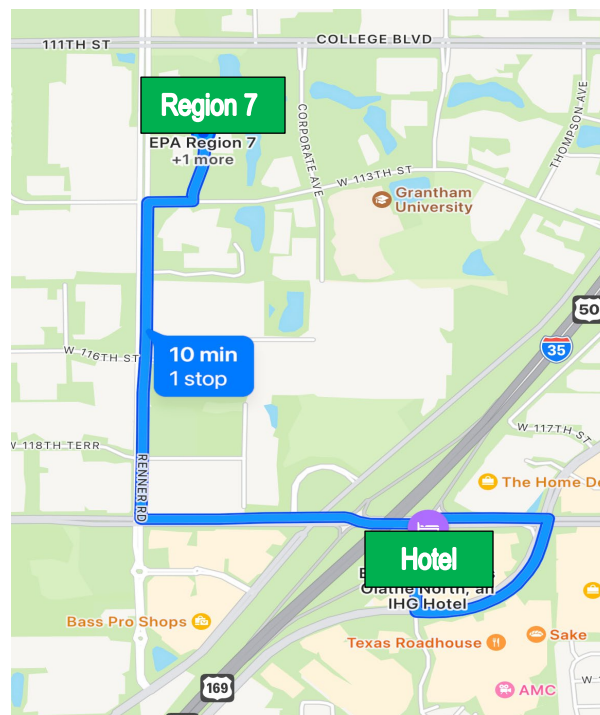 111TH ST
COLLEGE BLVD
Region 7
EPA Region 7
+1 more
CORPORATE AVE
THOMPSON AVE
W 113TH ST
Grantham
University
50
35
10 min
1 stop
W 116TH ST
W 117TH ST
W 118TH TERR
RENNER RD
The Home De
Hotel
Olathe North, an
IHG Hotel
Bass Pro Shops
Texas Roadhouse
Sake
169
AMC
W